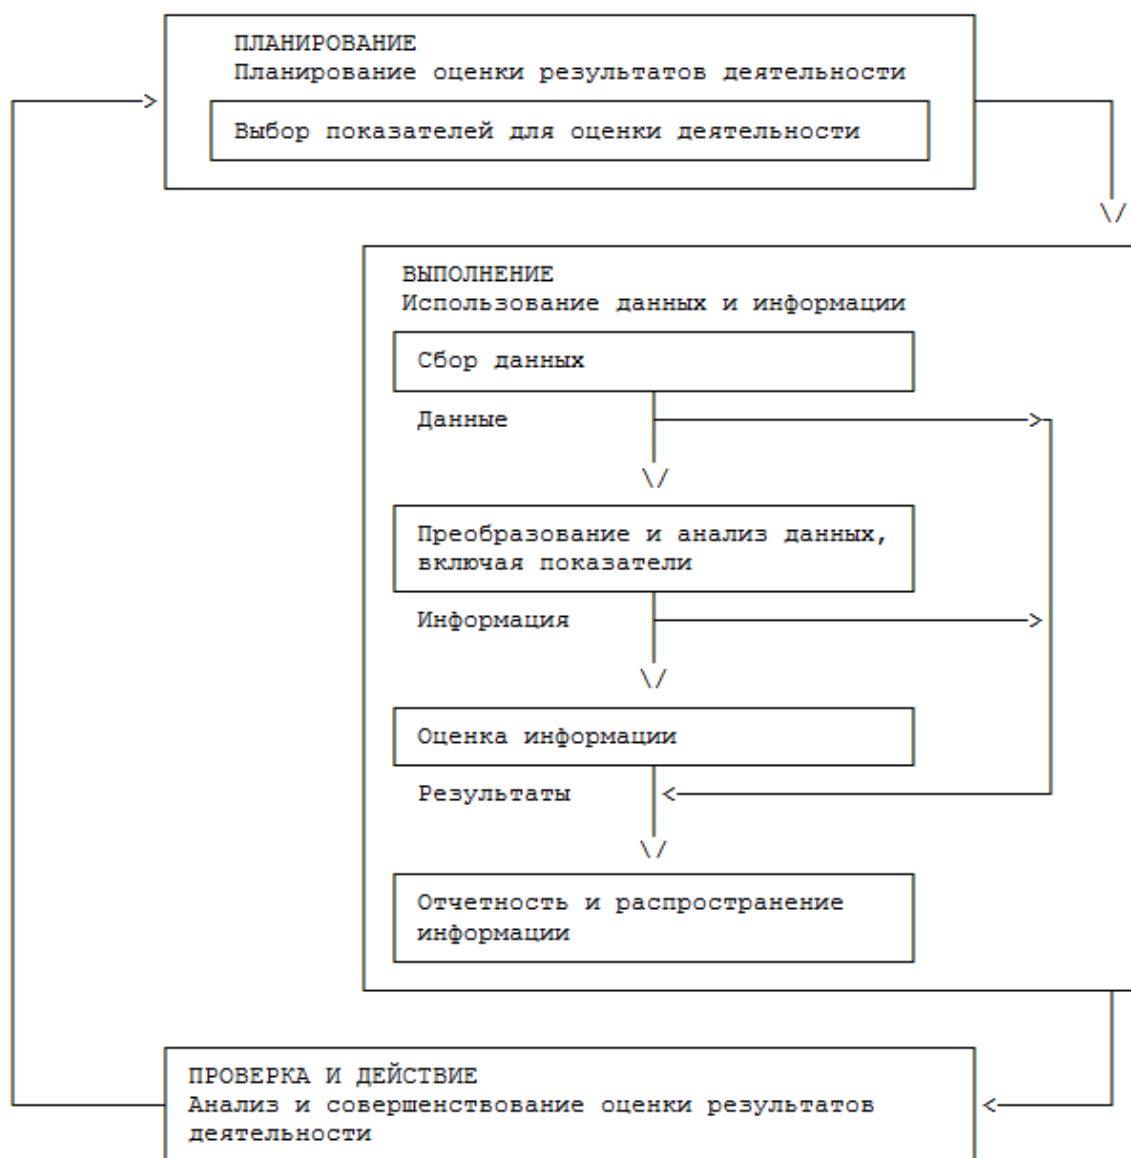 ПЛАНИРОВАНИЕ
Планирование оценки результатов деятельности
Выбор показателей для оценки деятельности
ВЫПОЛНЕНИЕ
Использование данных и информации
Сбор данных
Данные
Преобразование и анализ данных,
включая показатели
Информация
Оценка информации
Результаты
Отчетность и распространение
информации
ПРОВЕРКА И ДЕЙСТВИЕ
Анализ и совершенствование оценки результатов
деятельности